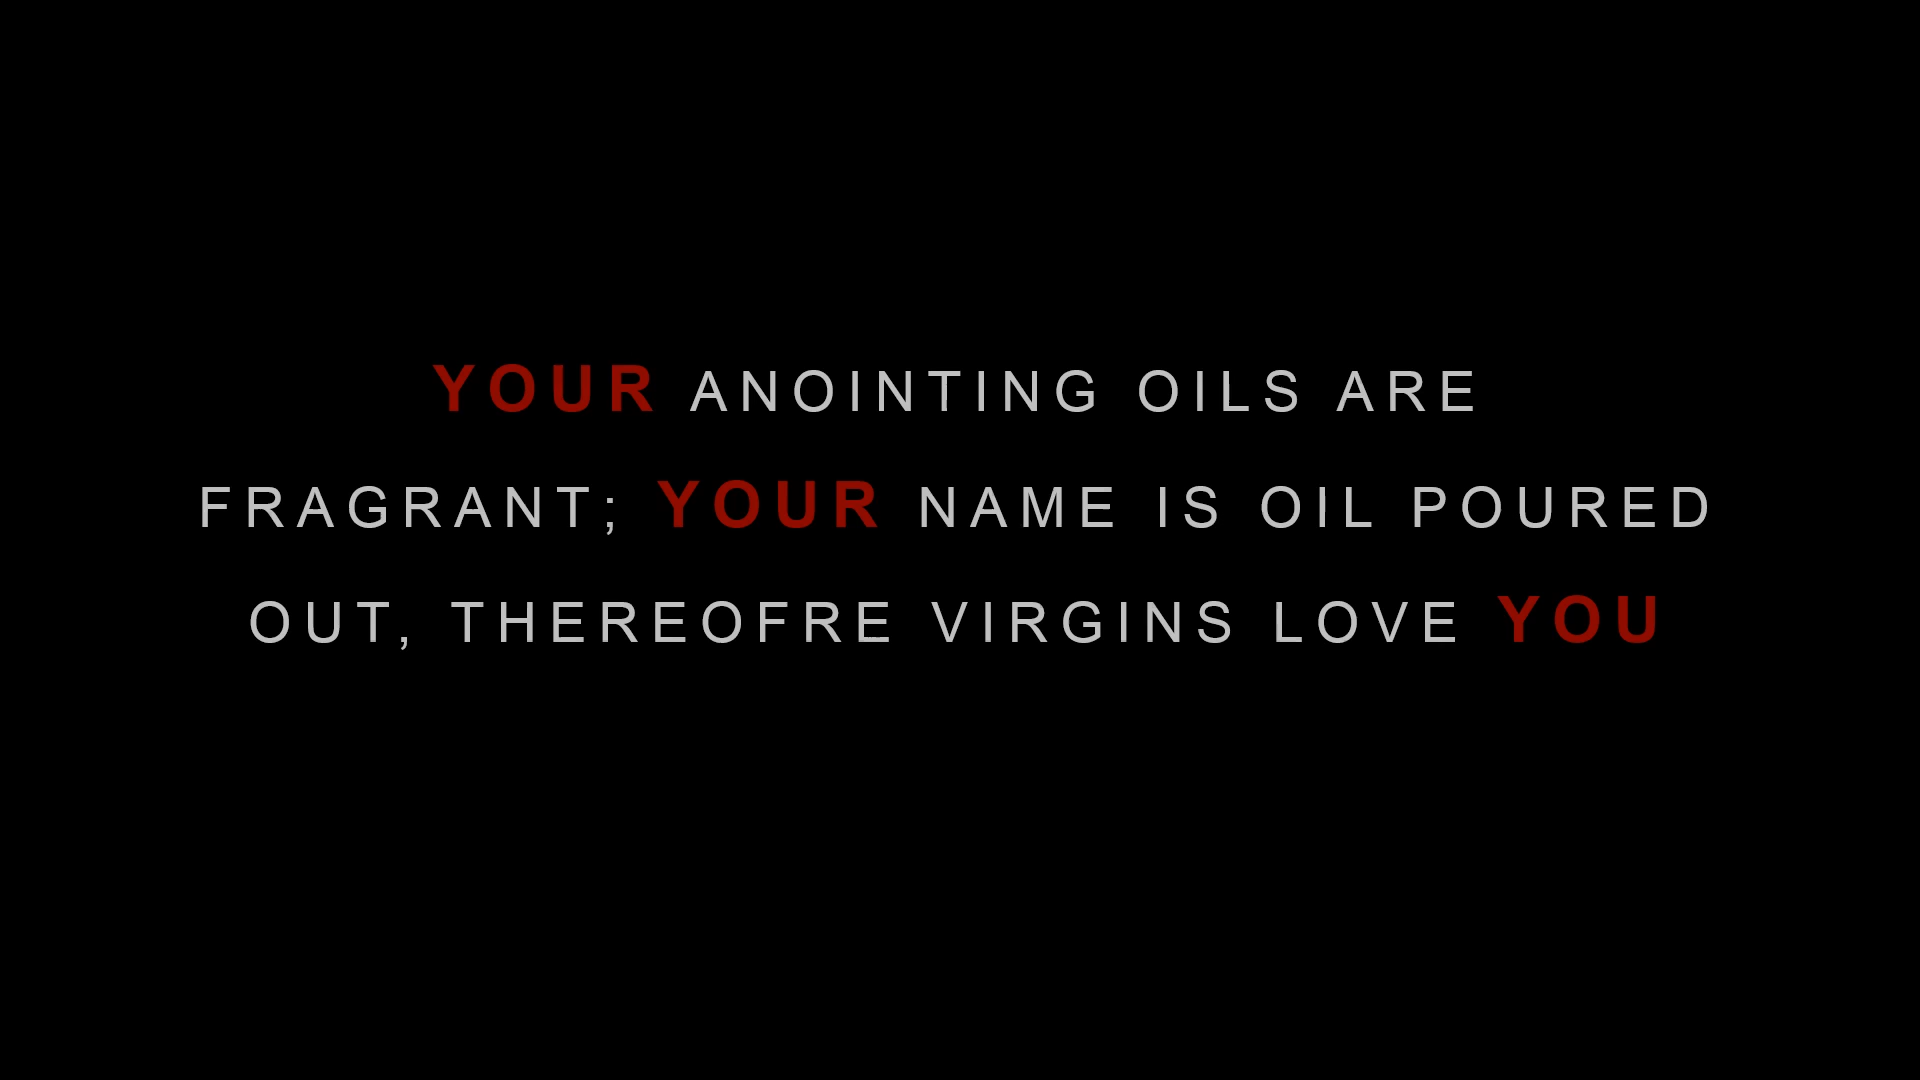 YOUR ANOINTING OILS ARE
FRAGRANT; YOUR NAME IS OIL POURED
OUT, THEREOFRE VIRGINS LOVE YOU